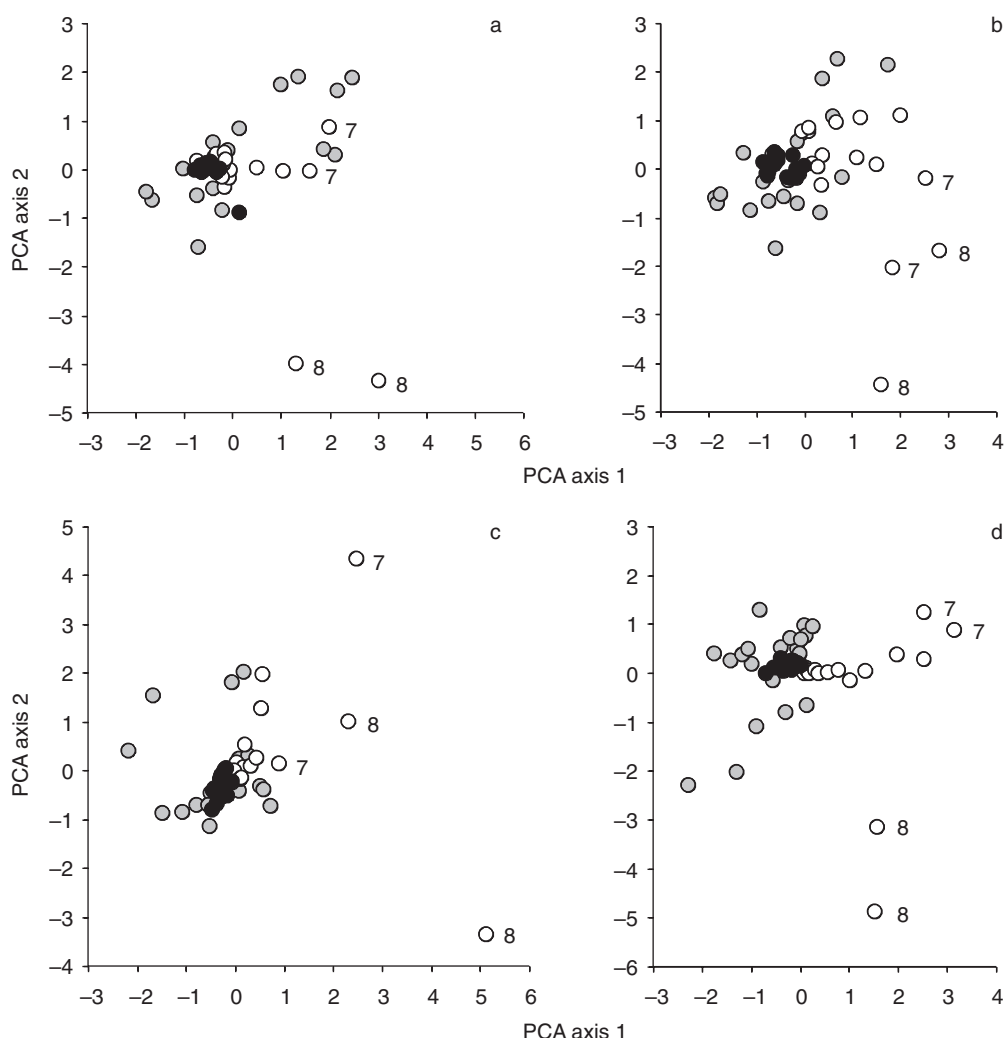 3 a 3 b
2 2
1 7 1
0 7 0 7
–1 –1
PCA axis 2
–2 –2 7 8
–3 –3
–4 8 8 –4 8
–5 –5
–3 –2 –1 0 1 2 3 4 5 6 –3 –2 –1 0 1 2 3 4
PCA axis 1
5 c 3 d
4 7 2
3 1 7 7
2 0
1 8 –1
PCA axis 2
0 7 –2
–1 –3 8
–2 –4
–3 8 –5 8
–4 –6
–3 –2 –1 0 1 2 3 4 5 6 –3 –2 –1 0 1 2 3 4
PCA axis 1